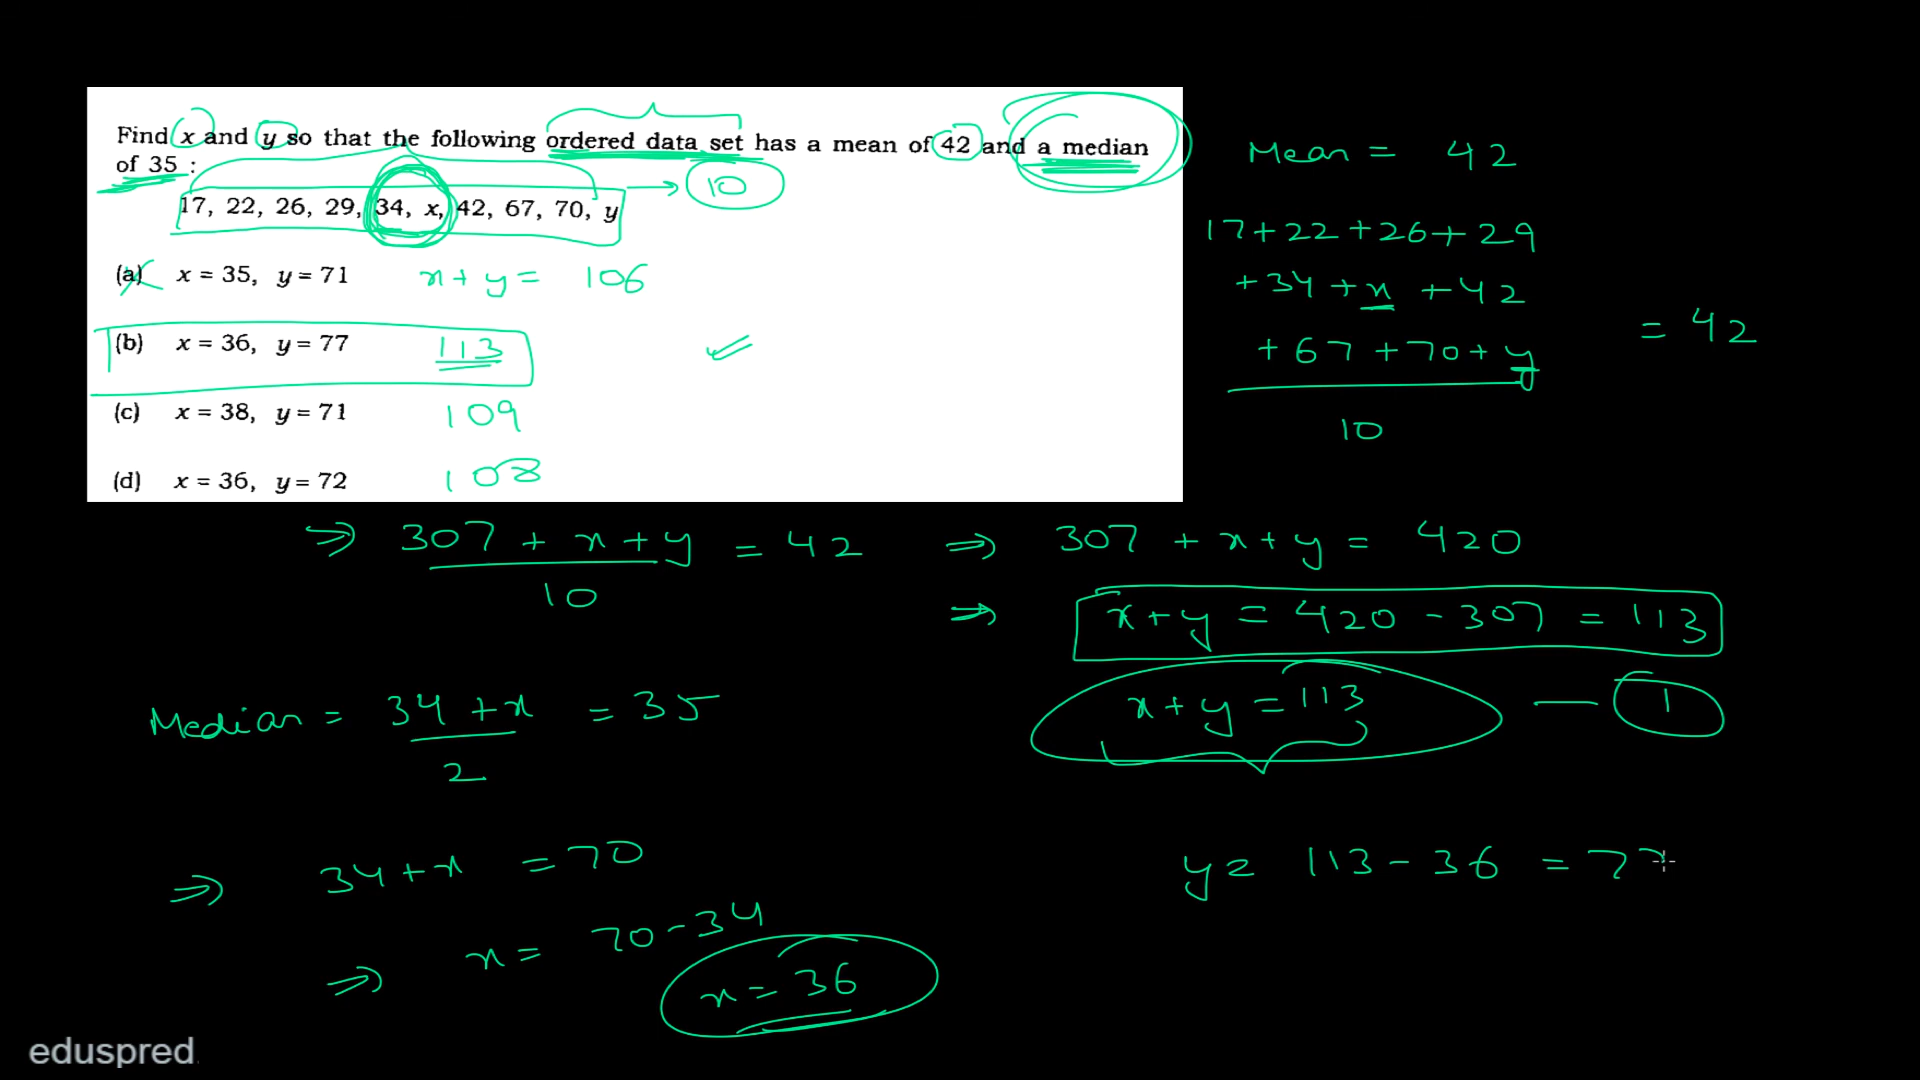 Find x and y so that the following ordered data set has a mean of 42 and a median
of 35 :
17, 22, 26, 29, 34, x, 42, 67, 70, y → 10
(a) x = 35, y = 71 x + y = 106
(b) x = 36, y = 77 113
(c) x = 38, y = 71 109
(d) x = 36, y = 72 108
Mean = 42
17 + 22 + 26 + 29
+ 34 + x + 42
+ 67 + 70 + y
= 42
10
⇒ 307 + x + y = 42
10
⇒ 307 + x + y = 420
⇒ x + y = 420 - 307 = 113
x + y = 113 — 1
Median = 34 + x = 35
2
⇒ 34 + x = 70
⇒ x = 70 - 34
x = 36
y = 113 - 36 = 77
eduspred